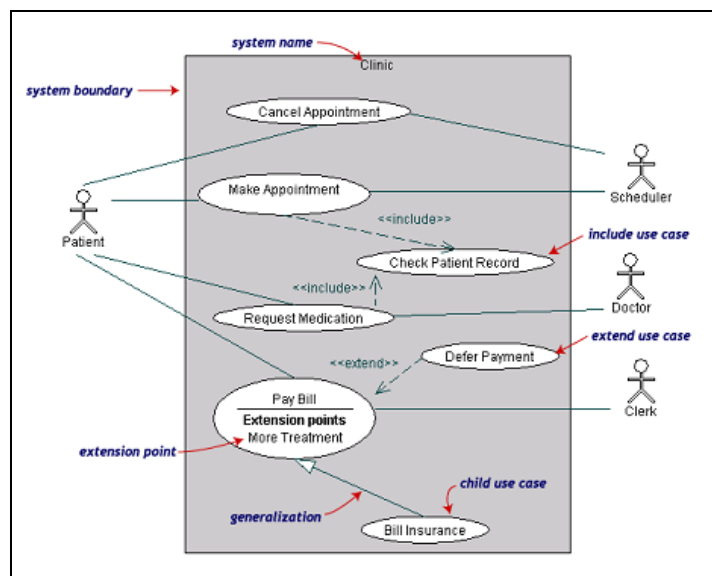 system name
Clinic
system boundary
Cancel Appointment
Make Appointment
Scheduler
<<include>>
Patient
include use case
Check Patient Record
<<include>>
Request Medication
Doctor
extend use case
Defer Payment
<<extend>>
Pay Bill
Extension points
More Treatment
Clerk
extension point
child use case
generalization
Bill Insurance